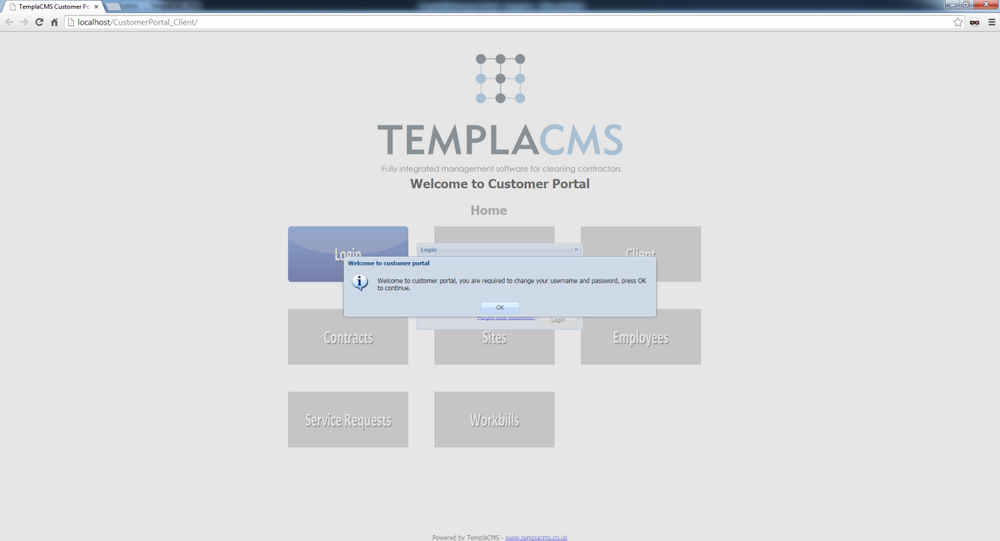 TemplaCMS Customer Po
localhost/CustomerPortal_Client/
TEMPLACMS
Fully integrated management software for cleaning contractors
Welcome to Customer Portal
Home
Login
Client
Login
Welcome to customer portal
Welcome to customer portal, you are required to change your username and password, press OK
to continue.
OK
Forgot your password?
Login
Contracts
Sites
Employees
Service Requests
Workbills
Powered by TemplaCMS - www.templacms.co.uk